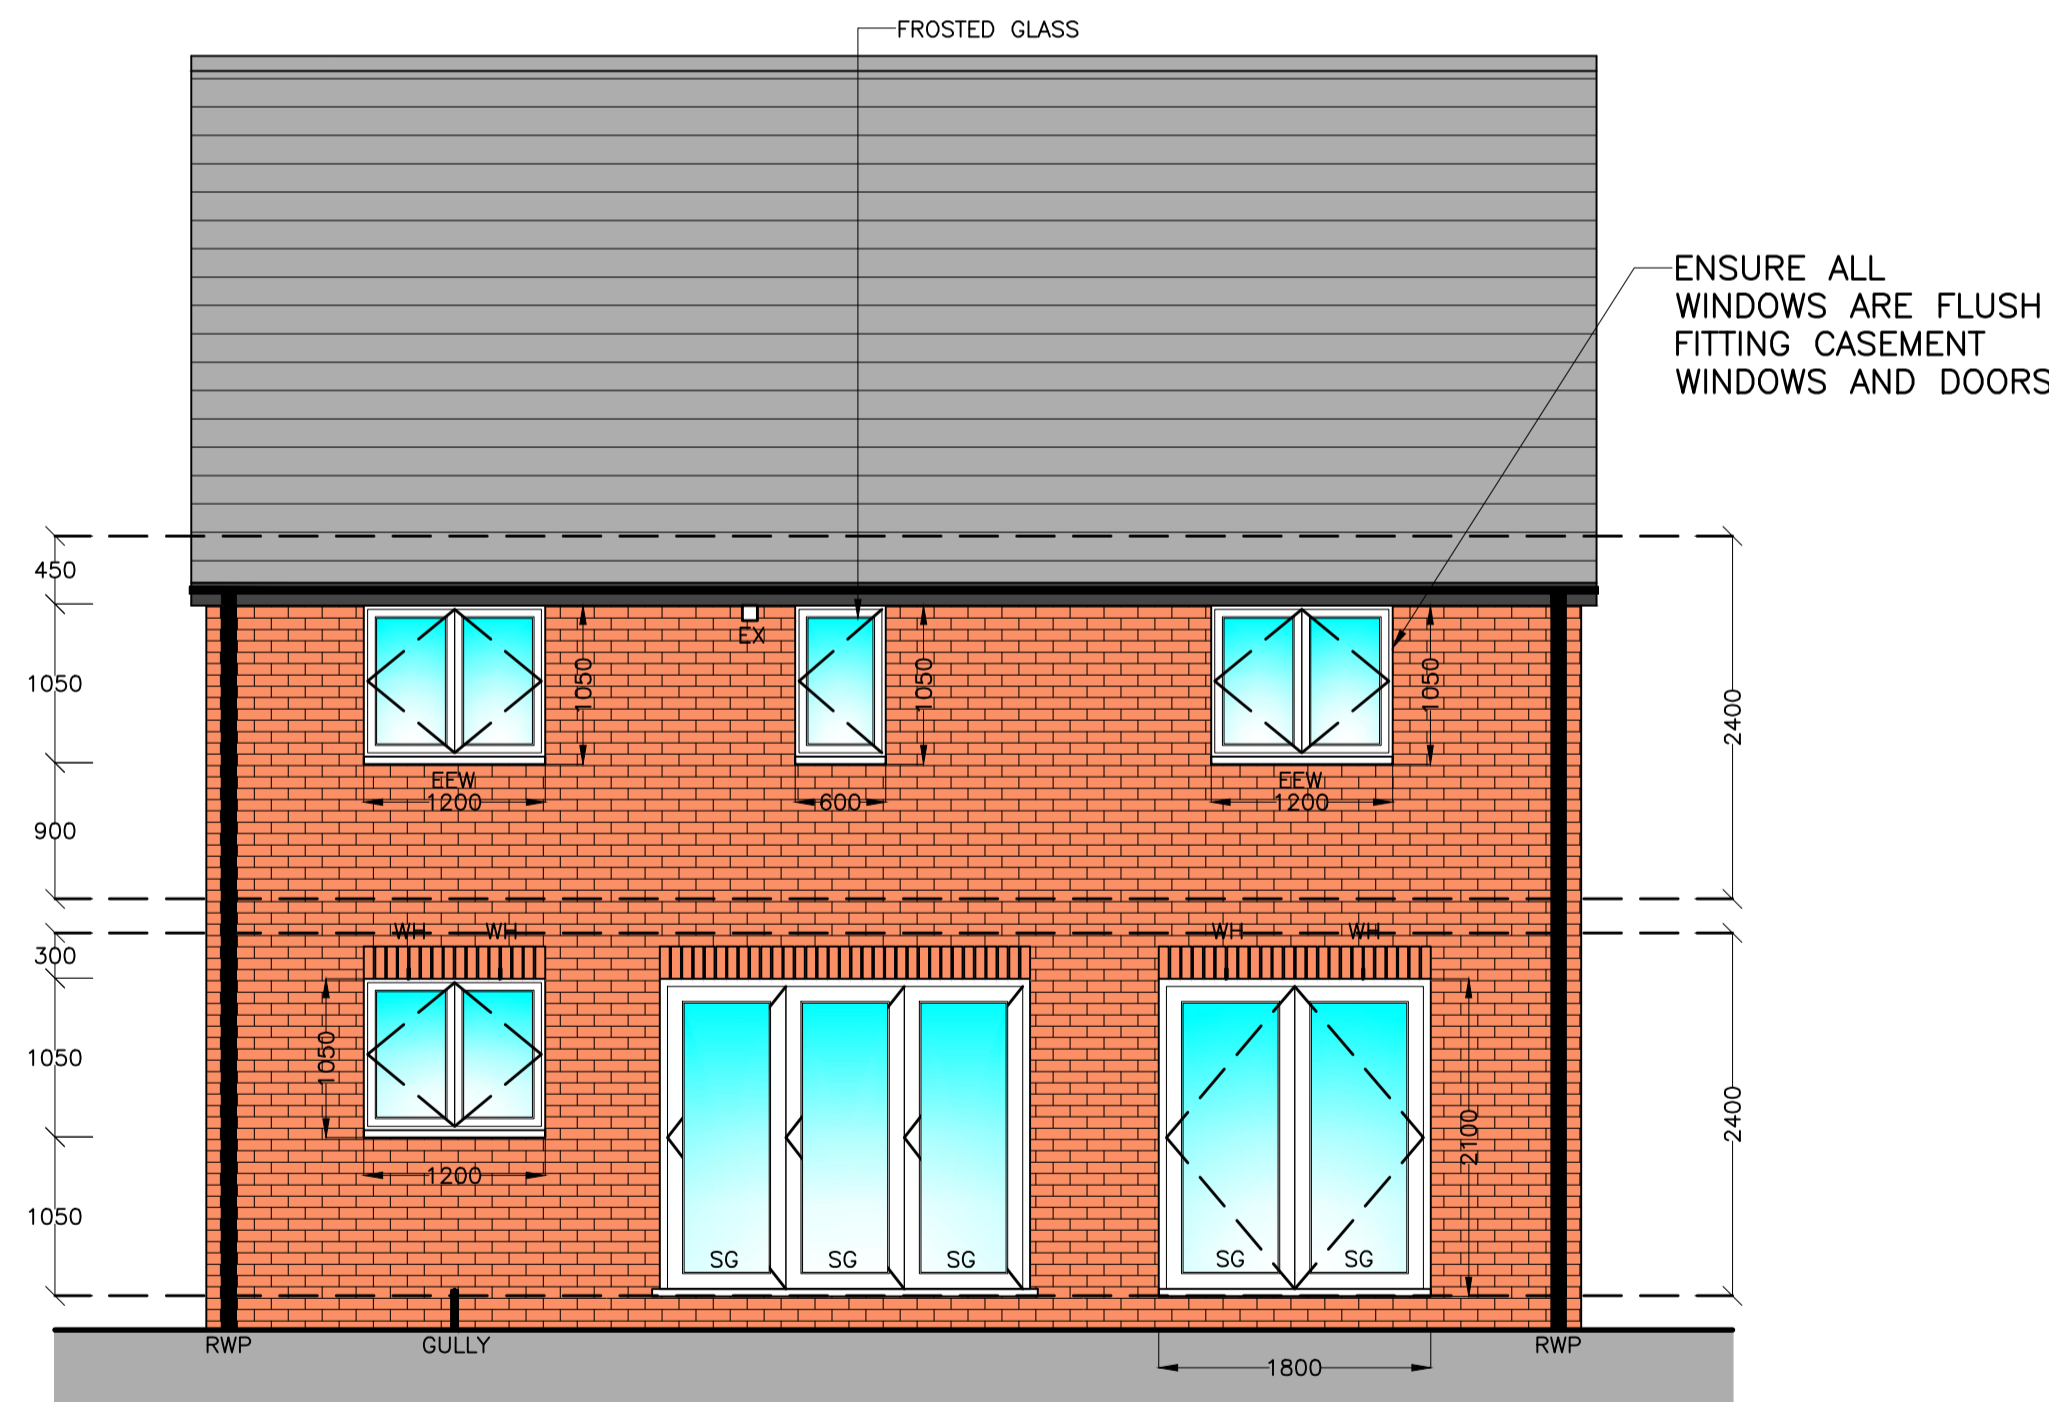 FROSTED GLASS
ENSURE ALL
WINDOWS ARE FLUSH
FITTING CASEMENT
WINDOWS AND DOORS
450
EX
1050
1050
1050
1050
2400
EEW
EEW
1200
600
1200
900
WH
WH
WH
WH
300
1050
1050
2100
2400
1200
1050
SG
SG
SG
SG
SG
RWP
GULLY
RWP
1800